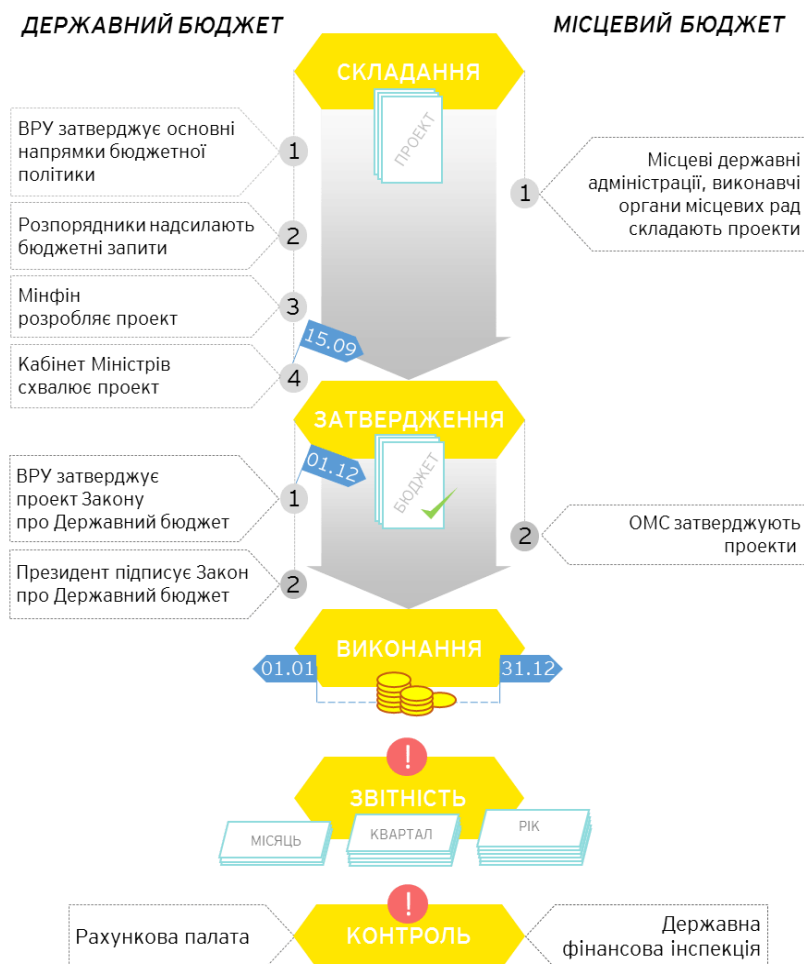 ДЕРЖАВНИЙ БЮДЖЕТ
МІСЦЕВИЙ БЮДЖЕТ
СКЛАДАННЯ
ПРОЕКТ
ВРУ затверджує основні
напрямки бюджетної
політики
1
Розпорядники надсилають
бюджетні запити
2
Мінфін
розробляє проект
3
15.09
Кабінет Міністрів
схвалює проект
4
1
Місцеві державні
адміністрації, виконавчі
органи місцевих рад
складають проекти
ЗАТВЕРДЖЕННЯ
01.12
БЮДЖЕТ
ВРУ затверджує
проект Закону
про Державний бюджет
1
Президент підписує Закон
про Державний бюджет
2
2
ОМС затверджують
проекти
ВИКОНАННЯ
01.01
31.12
!
ЗВІТНІСТЬ
МІСЯЦЬ
КВАРТАЛ
РІК
!
Рахункова палата
КОНТРОЛЬ
Державна
фінансова інспекція